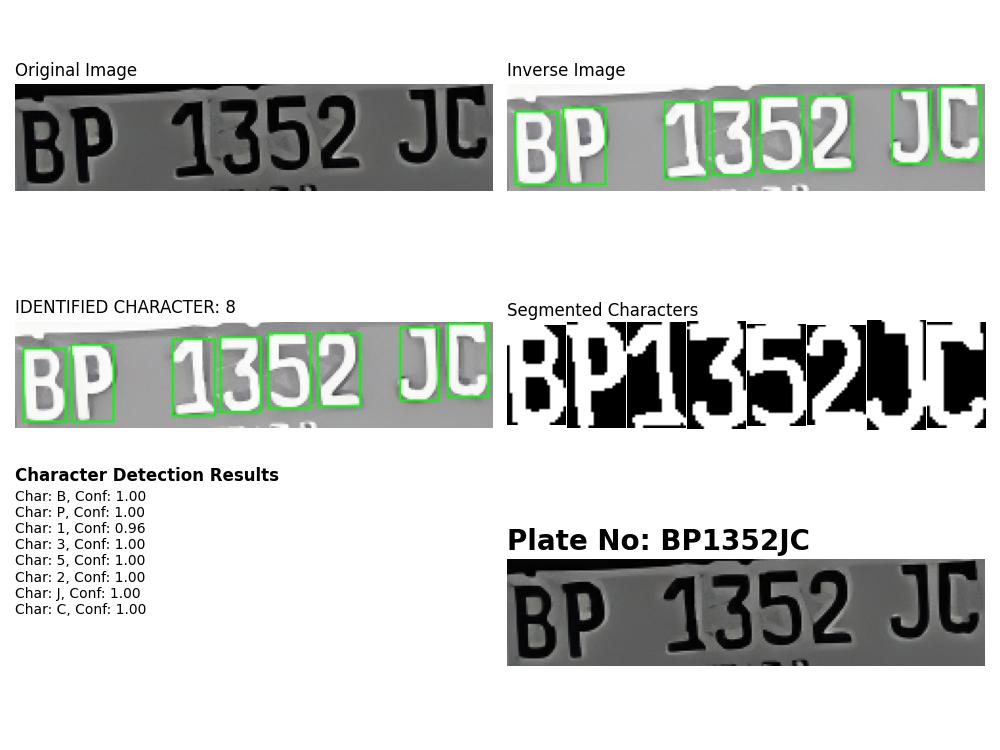 Original Image
BP 1352 JC
Inverse Image
BP 1352 JC
IDENTIFIED CHARACTER: 8
BP 1352 JC
Segmented Characters
BP1352JC
Character Detection Results
Char: B, Conf: 1.00
Char: P, Conf: 1.00
Char: 1, Conf: 0.96
Char: 3, Conf: 1.00
Char: 5, Conf: 1.00
Char: 2, Conf: 1.00
Char: J, Conf: 1.00
Char: C, Conf: 1.00
Plate No: BP1352JC
BP 1352 JC